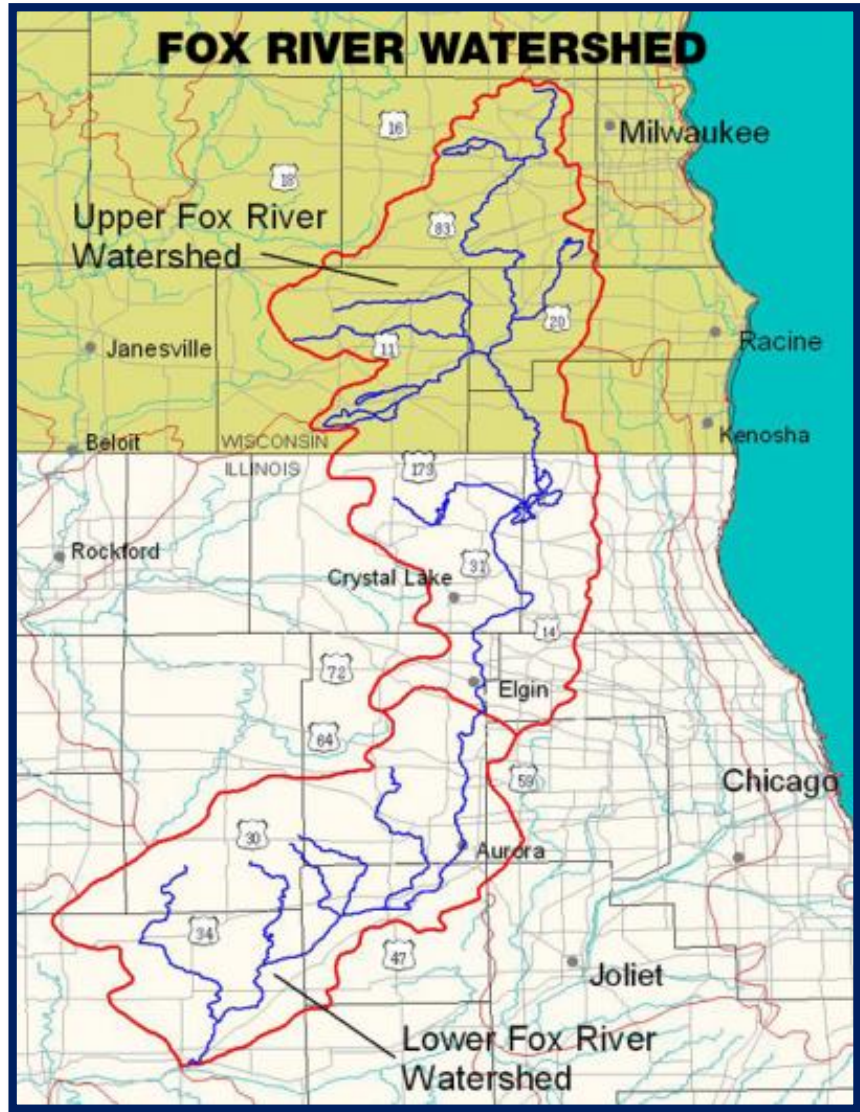 FOX RIVER WATERSHED
16
Milwaukee
18
Upper Fox River
Watershed
83
20
Janesville
11
Racine
Beloit
WISCONSIN
ILLINOIS
Kenosha
173
Rockford
31
Crystal Lake
14
72
Elgin
64
59
Chicago
30
Aurora
34
47
Joliet
Lower Fox River
Watershed